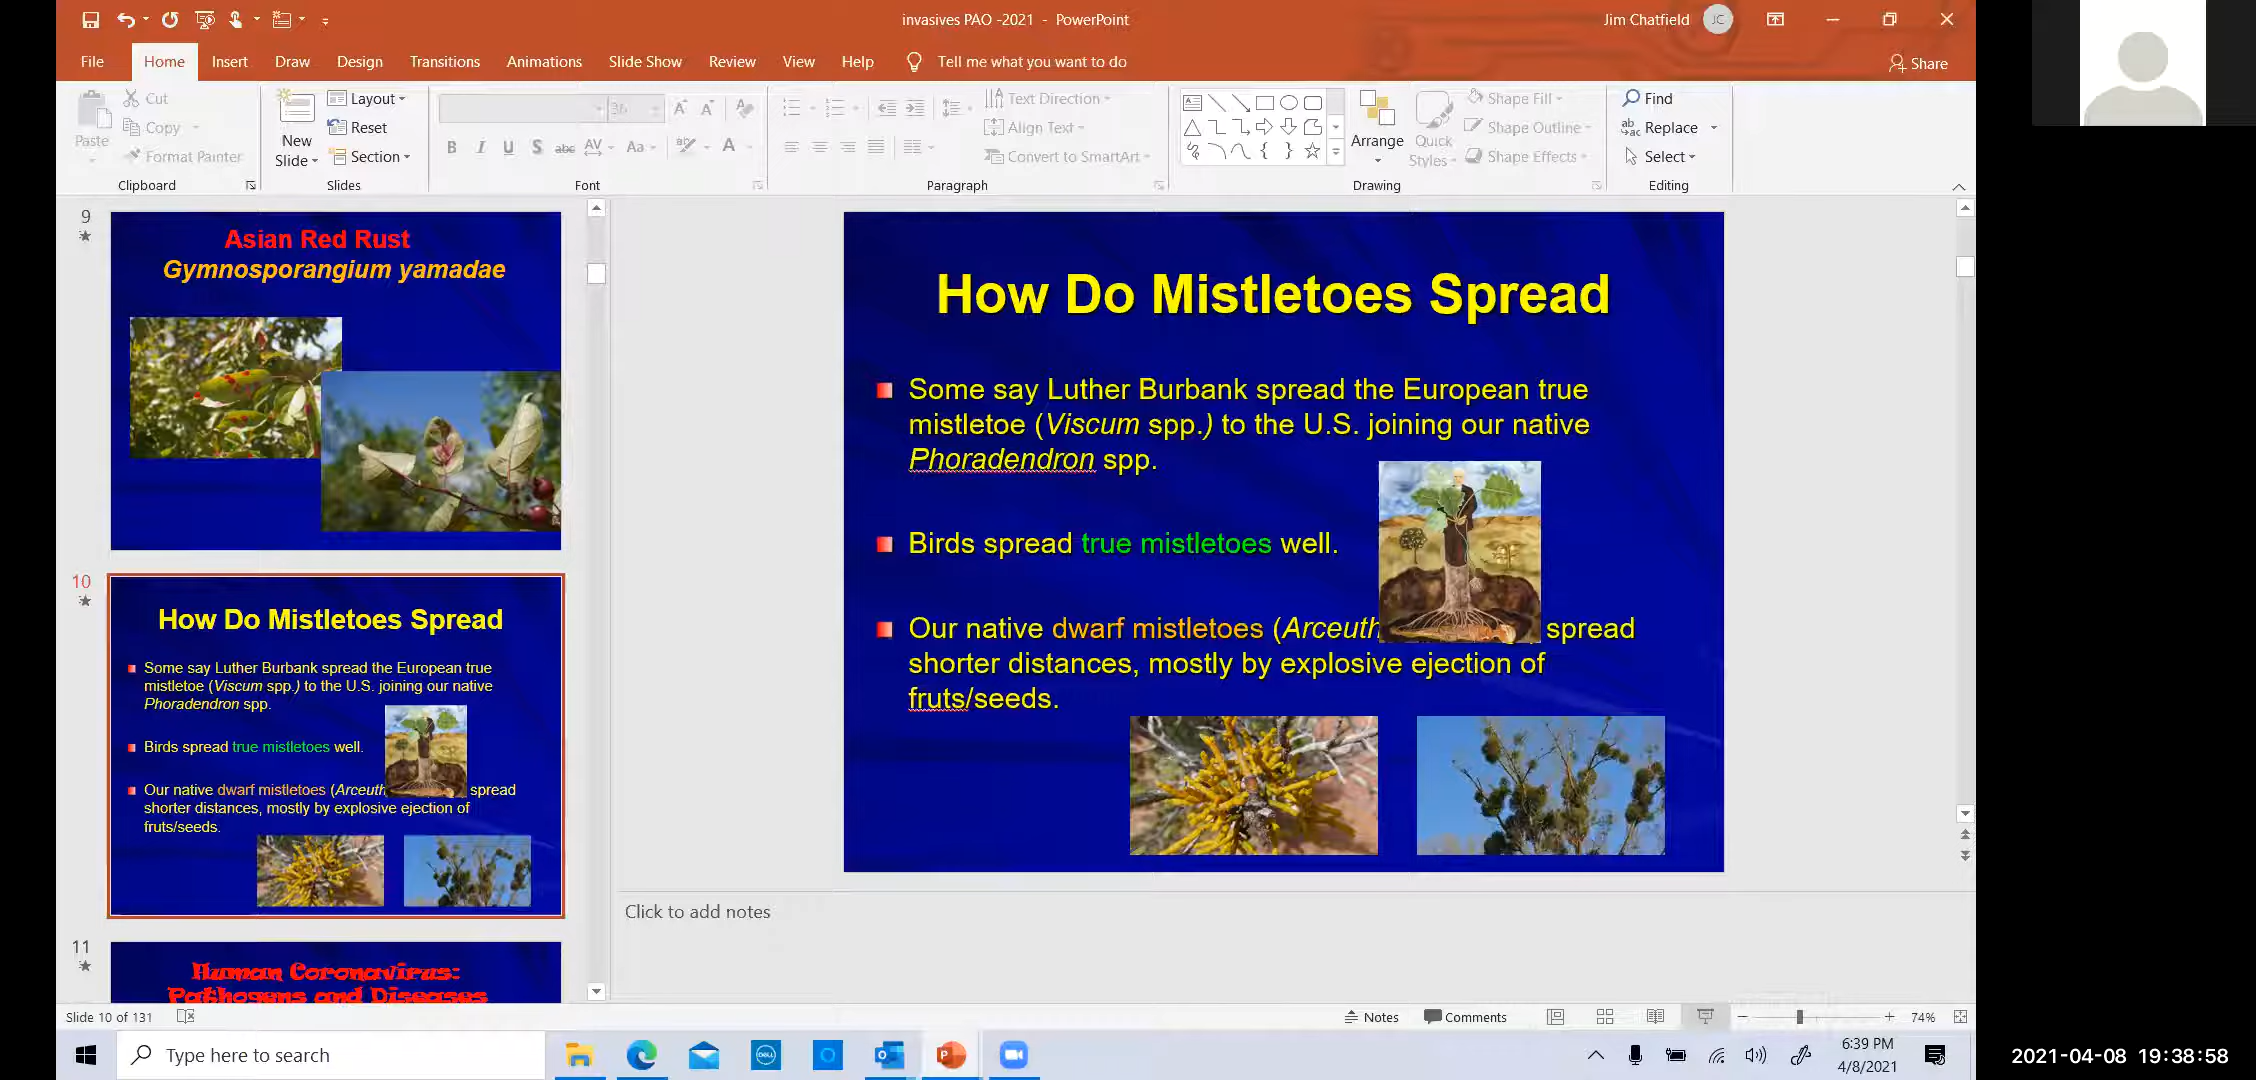 invasives PAO -2021 - PowerPoint
Jim Chatfield
JC
File Home Insert Draw Design Transitions Animations Slide Show Review View Help Tell me what you want to do
Share
Paste
Cut
Copy
Format Painter
Clipboard
New Slide
Layout
Reset
Section
Slides
36
B I U S abc AV Aa A
Font
Text Direction
Align Text
Convert to SmartArt
Paragraph
Arrange
Quick Styles
Shape Fill
Shape Outline
Shape Effects
Drawing
Find
Replace
Select
Editing
9
Asian Red Rust
Gymnosporangium yamadae
10
How Do Mistletoes Spread
Some say Luther Burbank spread the European true
mistletoe (Viscum spp.) to the U.S. joining our native
Phoradendron spp.
Birds spread true mistletoes well.
Our native dwarf mistletoes (Arceuth spread
shorter distances, mostly by explosive ejection of
fruts/seeds.
11
Human Coronavirus:
Pathogens and Diseases
How Do Mistletoes Spread
Some say Luther Burbank spread the European true
mistletoe (Viscum spp.) to the U.S. joining our native
Phoradendron spp.
Birds spread true mistletoes well.
Our native dwarf mistletoes (Arceuth spread
shorter distances, mostly by explosive ejection of
fruts/seeds.
Click to add notes
Slide 10 of 131
Notes
Comments
74%
Type here to search
DELL
6:39 PM
4/8/2021
2021-04-08 19:38:58